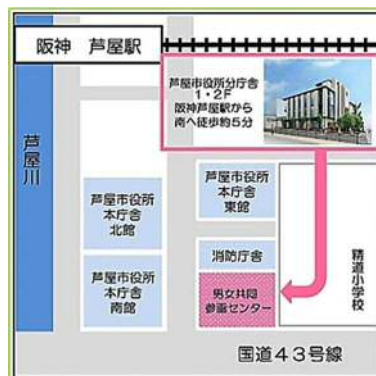 阪神 芦屋駅
芦屋市役所分庁舎
1・2F
阪神芦屋駅から
南へ徒歩約5分
芦屋川
芦屋市役所
本庁舎
北館
芦屋市役所
本庁舎
東館
芦屋市役所
本庁舎
南館
消防庁舎
男女共同
参画センター
精道小学校
国道43号線